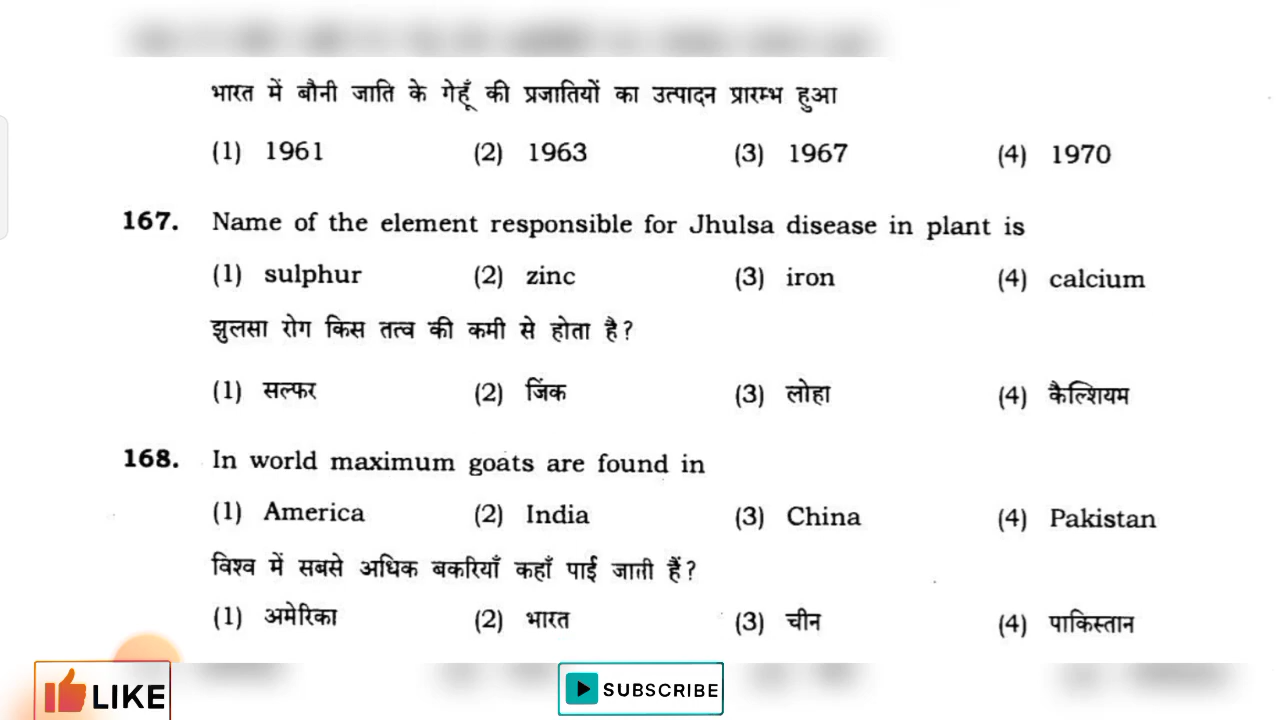 भारत में बौनी जाति के गेहूँ की प्रजातियों का उत्पादन प्रारम्भ हुआ
(1) 1961 (2) 1963 (3) 1967 (4) 1970
167. Name of the element responsible for Jhulsa disease in plant is
(1) sulphur (2) zinc (3) iron (4) calcium
झुलसा रोग किस तत्व की कमी से होता है?
(1) सल्फर (2) जिंक (3) लोहा (4) कैल्शियम
168. In world maximum goats are found in
(1) America (2) India (3) China (4) Pakistan
विश्व में सबसे अधिक बकरियाँ कहाँ पाई जाती हैं?
(1) अमेरिका (2) भारत (3) चीन (4) पाकिस्तान
LIKE SUBSCRIBE